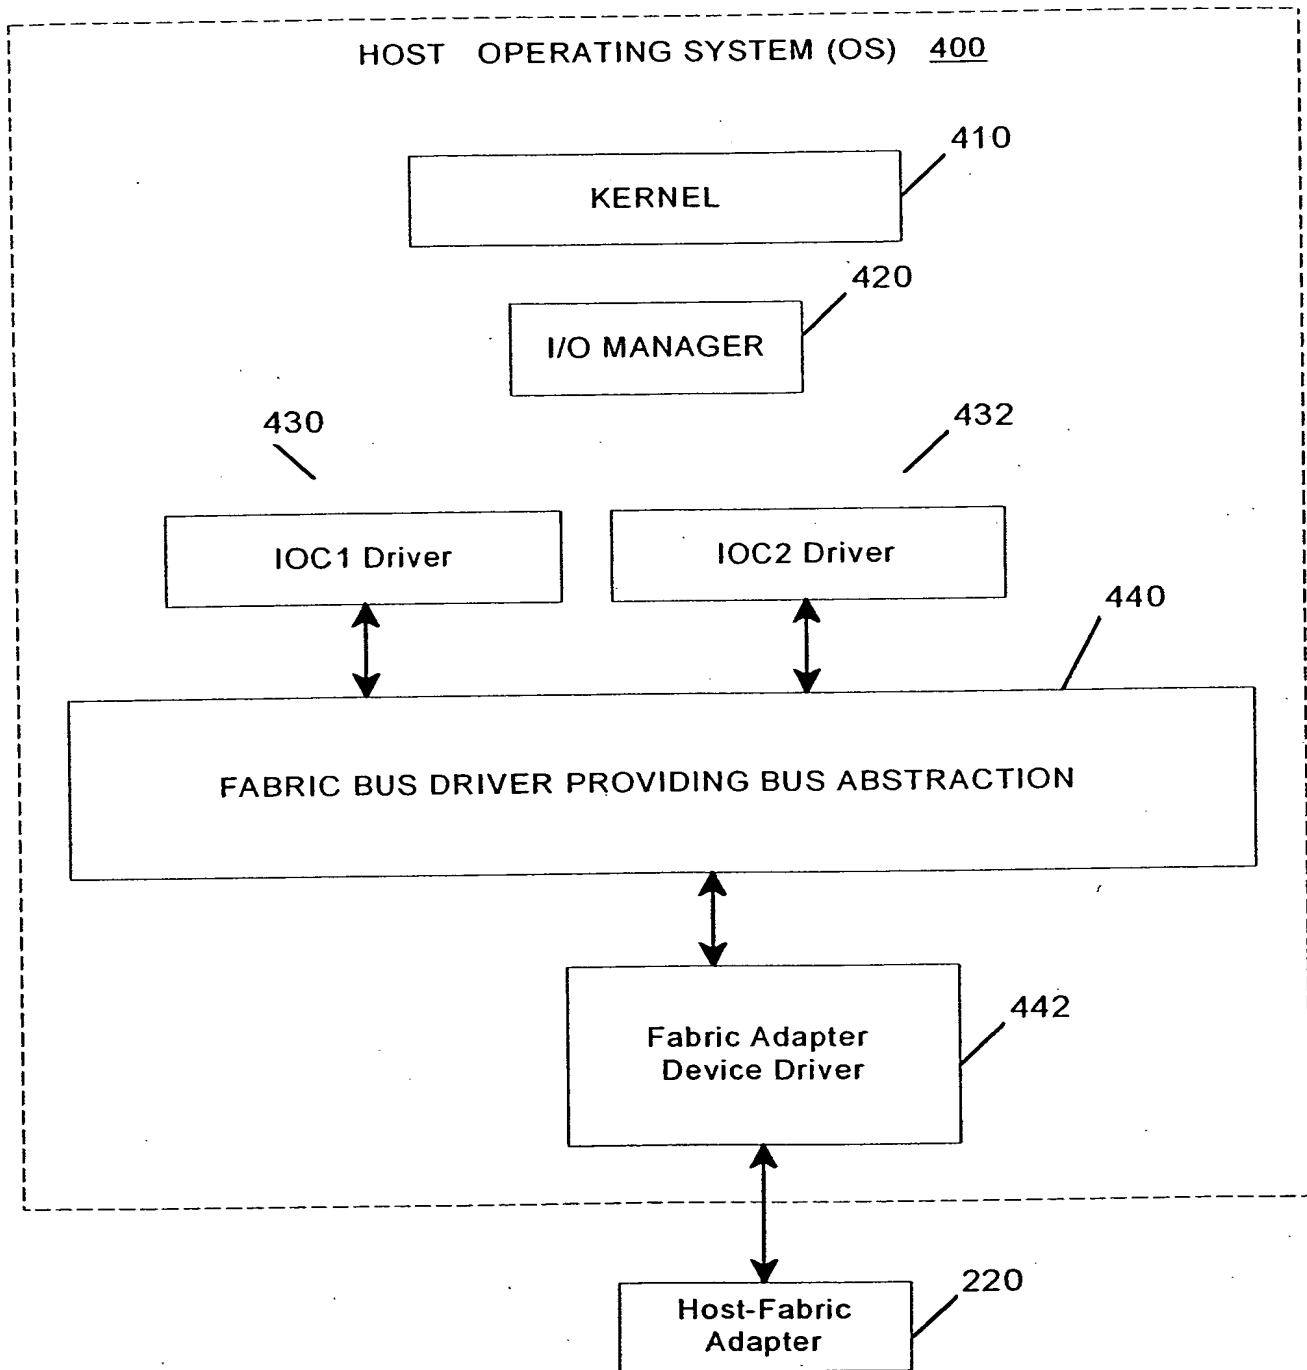 HOST OPERATING SYSTEM (OS) 400
410
KERNEL
420
I/O MANAGER
430
432
IOC1 Driver
IOC2 Driver
440
FABRIC BUS DRIVER PROVIDING BUS ABSTRACTION
442
Fabric Adapter
Device Driver
220
Host-Fabric
Adapter